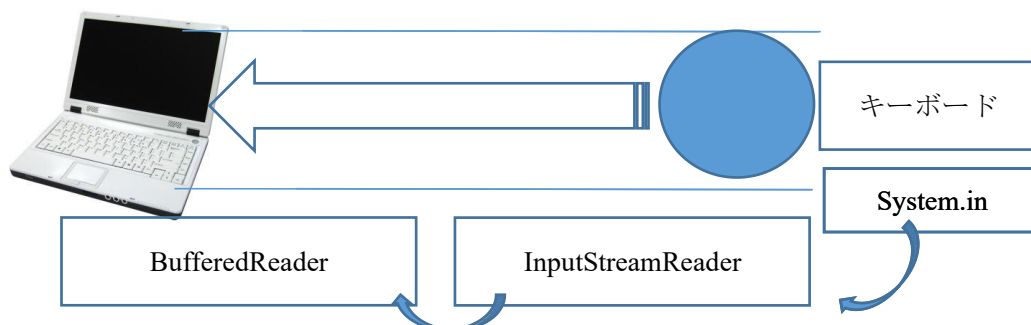 キーボード
System.in
BufferedReader
InputStreamReader